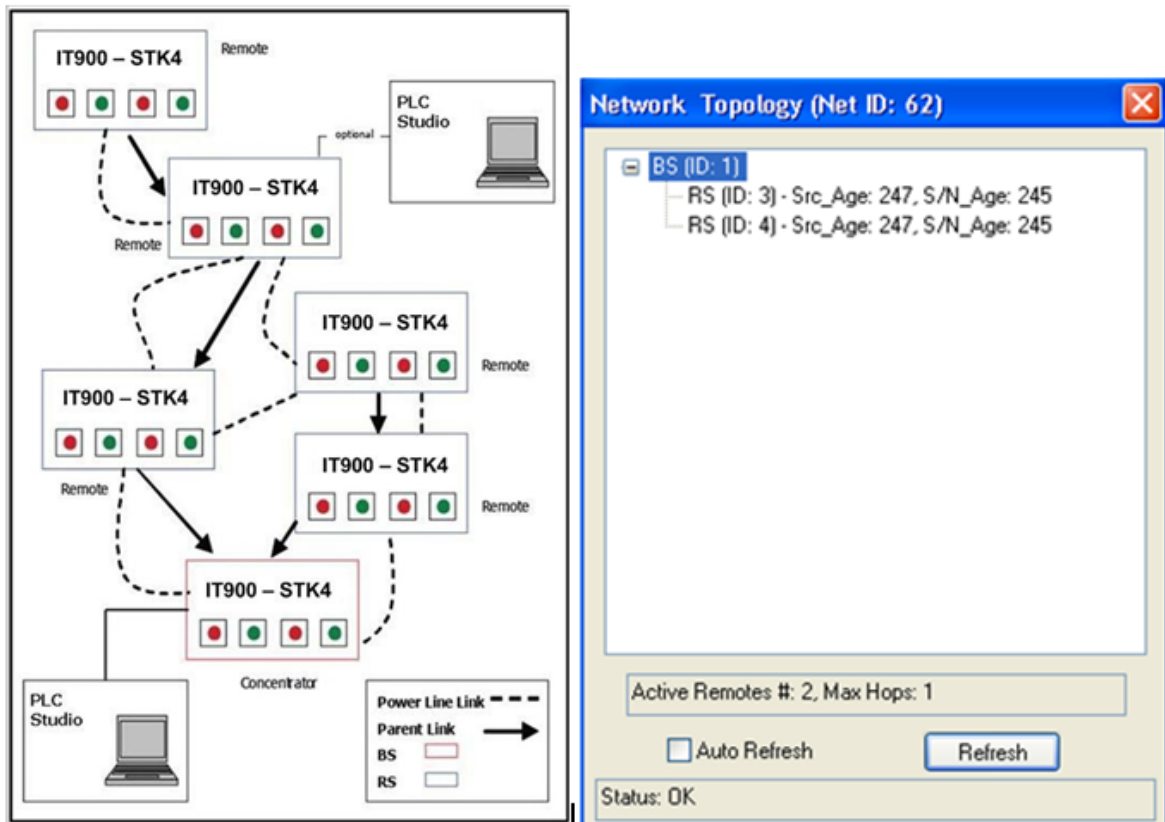 IT900 – STK4
Remote
PLC
Studio
optional
IT900 – STK4
Remote
IT900 – STK4
Remote
IT900 – STK4
Remote
IT900 – STK4
Remote
IT900 – STK4
Concentrator
PLC
Studio
Power Line Link
Parent Link
BS
RS
Network Topology (Net ID: 62)
BS (ID: 1)
RS (ID: 3) - Src_Age: 247, S/N_Age: 245
RS (ID: 4) - Src_Age: 247, S/N_Age: 245
Active Remotes #: 2, Max Hops: 1
Auto Refresh
Refresh
Status: OK